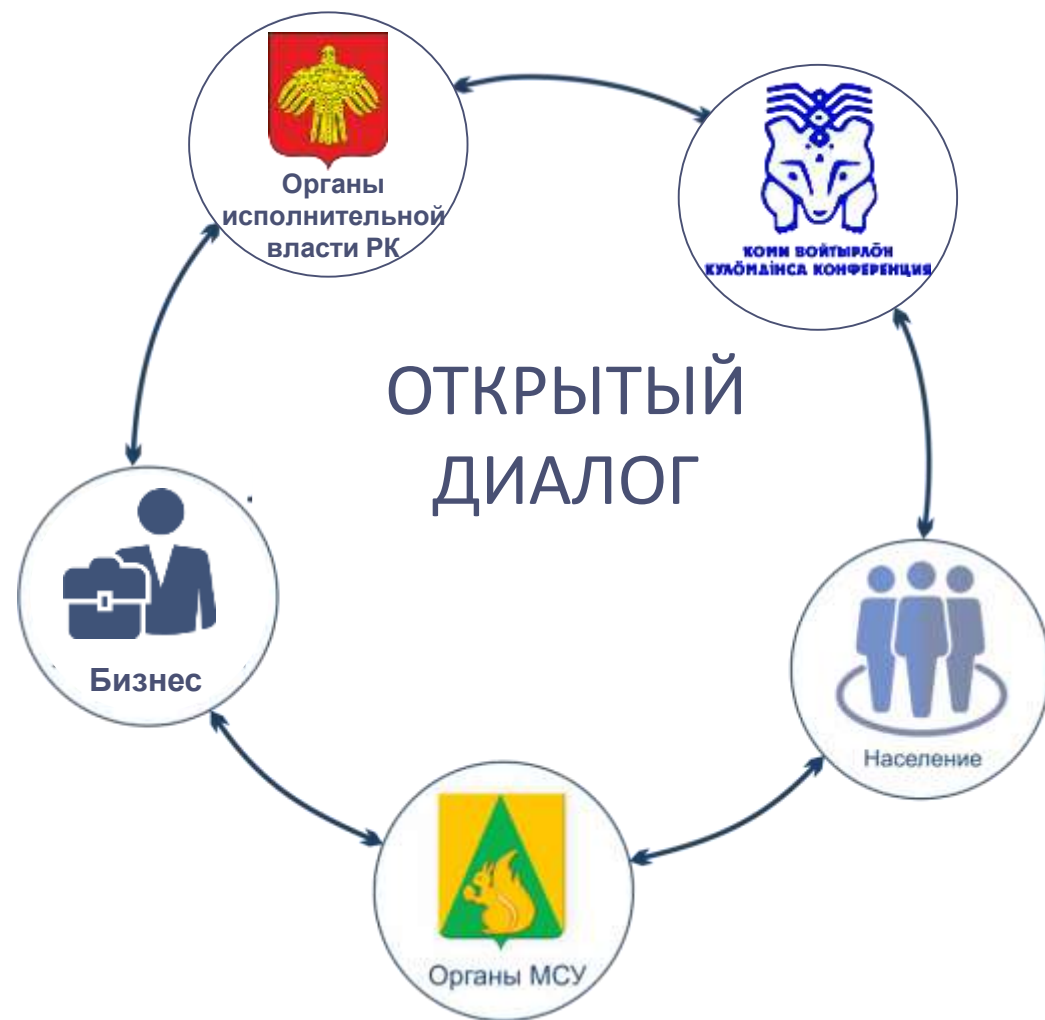 Органы
исполнительной
власти РК
КОМИ ВОЙТЫРЛӦН
КУЛӦМДІНСА КОНФЕРЕНЦИЯ
ОТКРЫТЫЙ
ДИАЛОГ
Бизнес
Население
Органы МСУ